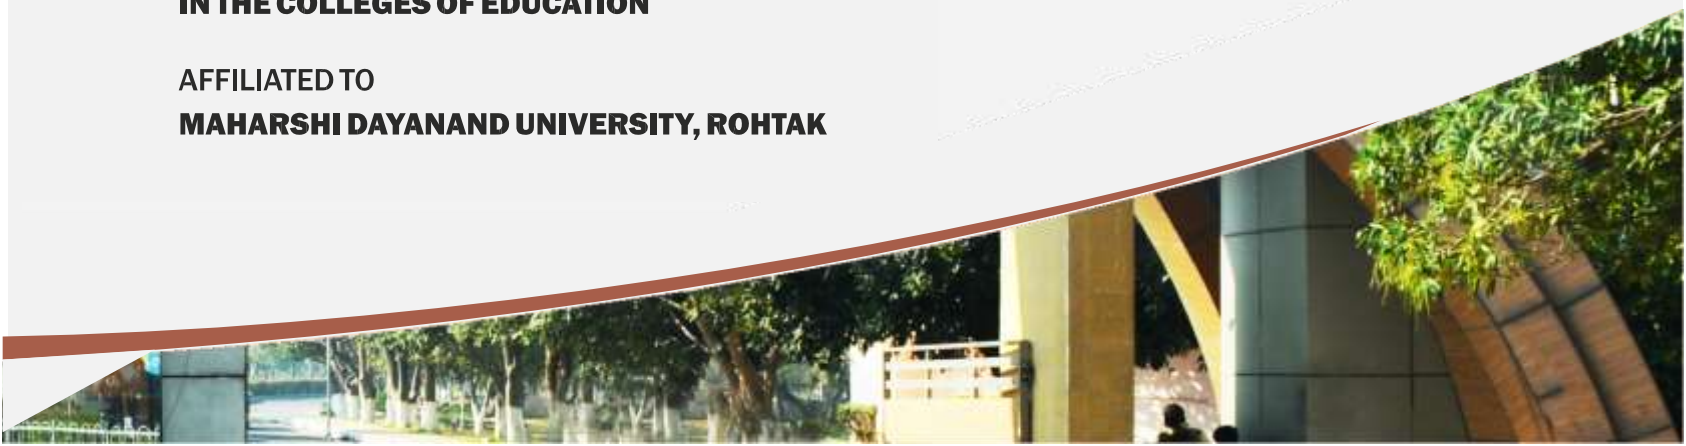 IN THE COLLEGES OF EDUCATION
AFFILIATED TO
MAHARSHI DAYANAND UNIVERSITY, ROHTAK